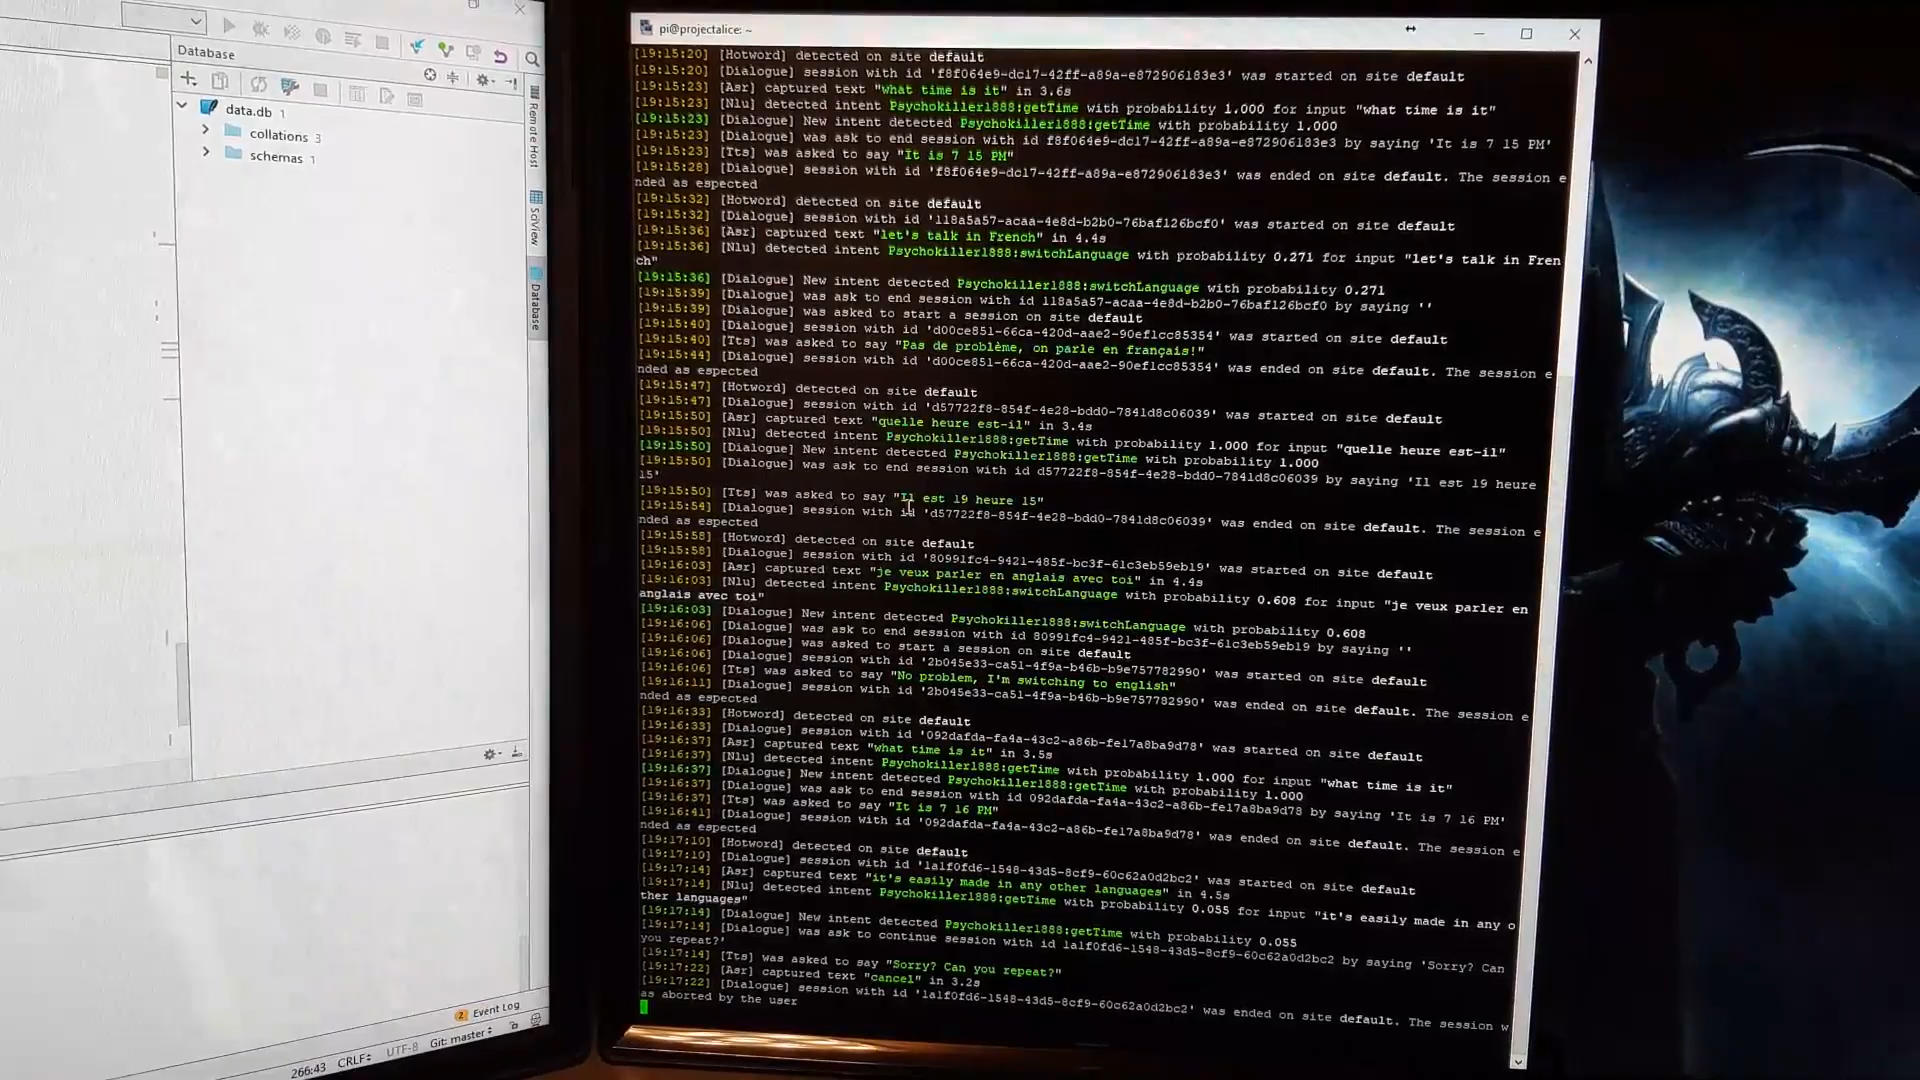 Database
data.db 1
collations 3
schemas 1
Remote Host
SciView
Database
2 Event Log
266:43 CRLF UTF-8 Git: master
pi@projectalice: ~
[19:15:20] [Hotword] detected on site default
[19:15:20] [Dialogue] session with id 'f8f064e9-dc17-42ff-a89a-e872906183e3' was started on site default
[19:15:23] [Asr] captured text "what time is it" in 3.6s
[19:15:23] [Nlu] detected intent Psychokiller1888:getTime with probability 1.000 for input "what time is it"
[19:15:23] [Dialogue] New intent detected Psychokiller1888:getTime with probability 1.000
[19:15:23] [Dialogue] was ask to end session with id f8f064e9-dc17-42ff-a89a-e872906183e3 by saying 'It is 7 15 PM'
[19:15:23] [Tts] was asked to say "It is 7 15 PM"
[19:15:28] [Dialogue] session with id 'f8f064e9-dc17-42ff-a89a-e872906183e3' was ended on site default. The session e
nded as espected
[19:15:32] [Hotword] detected on site default
[19:15:32] [Dialogue] session with id '118a5a57-acaa-4e8d-b2b0-76baf126bcf0' was started on site default
[19:15:36] [Asr] captured text "let's talk in French" in 4.4s
[19:15:36] [Nlu] detected intent Psychokiller1888:switchLanguage with probability 0.271 for input "let's talk in Fren
ch"
[19:15:36] [Dialogue] New intent detected Psychokiller1888:switchLanguage with probability 0.271
[19:15:39] [Dialogue] was ask to end session with id 118a5a57-acaa-4e8d-b2b0-76baf126bcf0 by saying ''
[19:15:39] [Dialogue] was asked to start a session on site default
[19:15:40] [Dialogue] session with id 'd00ce851-66ca-420d-aae2-90ef1cc85354' was started on site default
[19:15:40] [Tts] was asked to say "Pas de problème, on parle en français!"
[19:15:44] [Dialogue] session with id 'd00ce851-66ca-420d-aae2-90ef1cc85354' was ended on site default. The session e
nded as espected
[19:15:47] [Hotword] detected on site default
[19:15:47] [Dialogue] session with id 'd57722f8-854f-4e28-bdd0-7841d8c06039' was started on site default
[19:15:50] [Asr] captured text "quelle heure est-il" in 3.4s
[19:15:50] [Nlu] detected intent Psychokiller1888:getTime with probability 1.000 for input "quelle heure est-il"
[19:15:50] [Dialogue] New intent detected Psychokiller1888:getTime with probability 1.000
[19:15:50] [Dialogue] was ask to end session with id d57722f8-854f-4e28-bdd0-7841d8c06039 by saying 'Il est 19 heure
15'
[19:15:50] [Tts] was asked to say "Il est 19 heure 15"
[19:15:54] [Dialogue] session with id 'd57722f8-854f-4e28-bdd0-7841d8c06039' was ended on site default. The session e
nded as espected
[19:15:58] [Hotword] detected on site default
[19:15:58] [Dialogue] session with id '80991fc4-9421-485f-bc3f-61c3eb59eb19' was started on site default
[19:16:03] [Asr] captured text "je veux parler en anglais avec toi" in 4.4s
[19:16:03] [Nlu] detected intent Psychokiller1888:switchLanguage with probability 0.608 for input "je veux parler en
anglais avec toi"
[19:16:03] [Dialogue] New intent detected Psychokiller1888:switchLanguage with probability 0.608
[19:16:06] [Dialogue] was ask to end session with id 80991fc4-9421-485f-bc3f-61c3eb59eb19 by saying ''
[19:16:06] [Dialogue] was asked to start a session on site default
[19:16:06] [Dialogue] session with id '2b045e33-ca51-4f9a-b46b-b9e757782990' was started on site default
[19:16:06] [Tts] was asked to say "No problem, I'm switching to english"
[19:16:11] [Dialogue] session with id '2b045e33-ca51-4f9a-b46b-b9e757782990' was ended on site default. The session e
nded as espected
[19:16:33] [Hotword] detected on site default
[19:16:33] [Dialogue] session with id '092dafda-fa4a-43c2-a86b-fe17a8ba9d78' was started on site default
[19:16:37] [Asr] captured text "what time is it" in 3.5s
[19:16:37] [Nlu] detected intent Psychokiller1888:getTime with probability 1.000 for input "what time is it"
[19:16:37] [Dialogue] New intent detected Psychokiller1888:getTime with probability 1.000
[19:16:37] [Dialogue] was ask to end session with id 092dafda-fa4a-43c2-a86b-fe17a8ba9d78 by saying 'It is 7 16 PM'
[19:16:37] [Tts] was asked to say "It is 7 16 PM"
[19:16:41] [Dialogue] session with id '092dafda-fa4a-43c2-a86b-fe17a8ba9d78' was ended on site default. The session e
nded as espected
[19:17:10] [Hotword] detected on site default
[19:17:10] [Dialogue] session with id '1a1f0fd6-1548-43d5-8cf9-60c62a0d2bc2' was started on site default
[19:17:14] [Asr] captured text "it's easily made in any other languages" in 4.5s
[19:17:14] [Nlu] detected intent Psychokiller1888:getTime with probability 0.055 for input "it's easily made in any o
ther languages"
[19:17:14] [Dialogue] New intent detected Psychokiller1888:getTime with probability 0.055
[19:17:14] [Dialogue] was ask to continue session with id 1a1f0fd6-1548-43d5-8cf9-60c62a0d2bc2 by saying 'Sorry? Can
you repeat?'
[19:17:14] [Tts] was asked to say "Sorry? Can you repeat?"
[19:17:22] [Asr] captured text "cancel" in 3.2s
[19:17:22] [Dialogue] session with id '1a1f0fd6-1548-43d5-8cf9-60c62a0d2bc2' was ended on site default. The session w
as aborted by the user